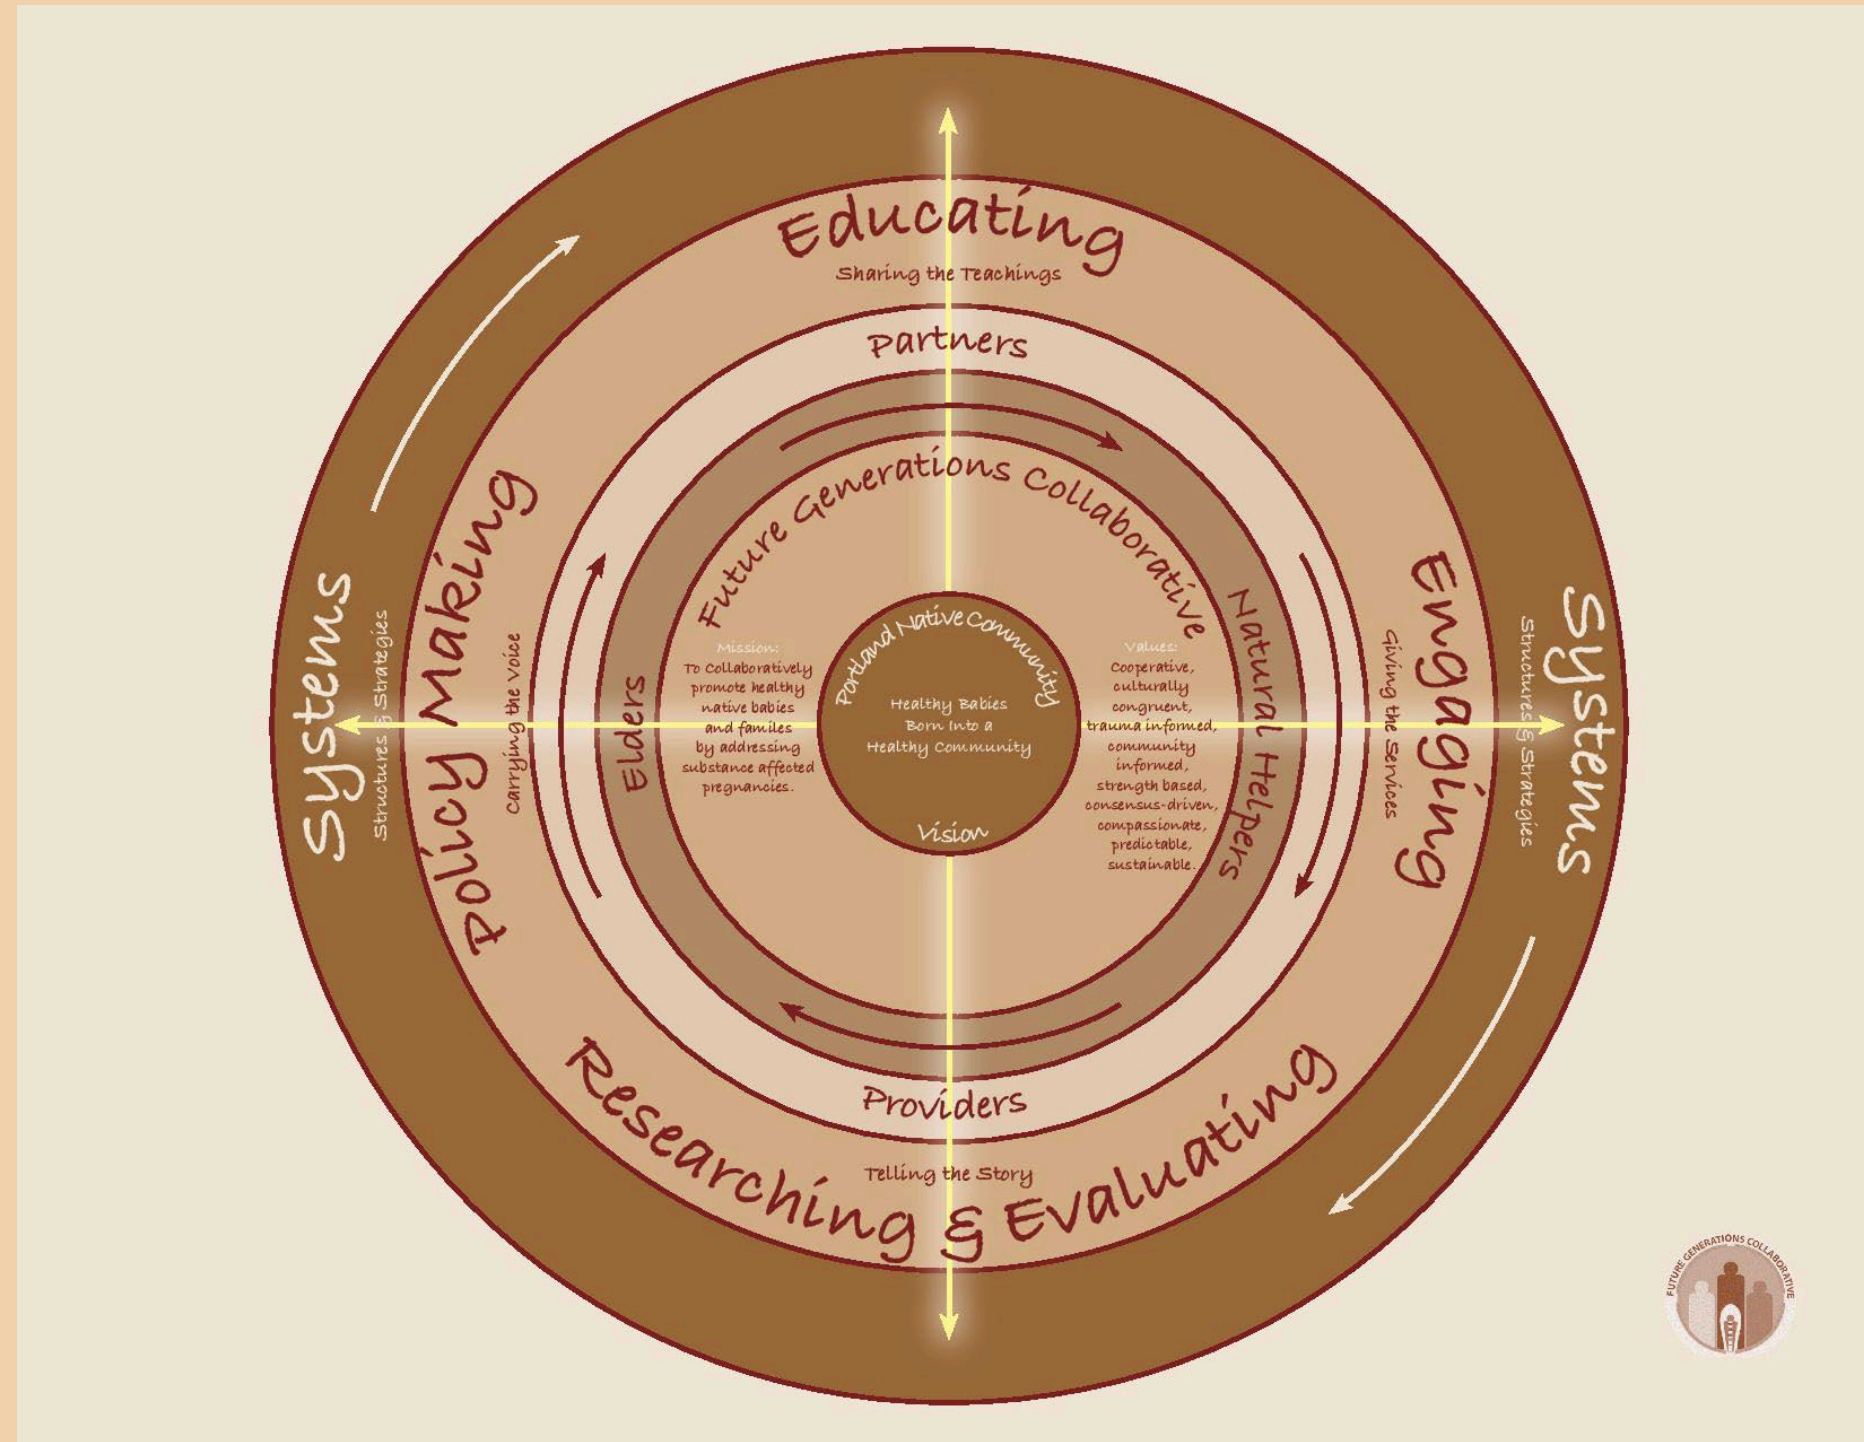 Educating
Sharing the Teachings
Partners
Future Generations Collaborative
Systems
Structures & Strategies
Policy Making
Carrying the Voice
Elders
Mission:
To Collaboratively
promote healthy
native babies
and familes
by addressing
substance affected
pregnancies.
Portland Native Community
Healthy Babies
Born Into a
Healthy Community
Vision
Values:
Cooperative,
culturally
congruent,
trauma informed,
community
informed,
strength based,
consensus-driven,
compassionate,
predictable,
sustainable.
Natural Helpers
Giving the Services
Engaging
Structures & Strategies
Systems
Providers
Telling the Story
Researching & Evaluating
FUTURE GENERATIONS COLLABORATIVE